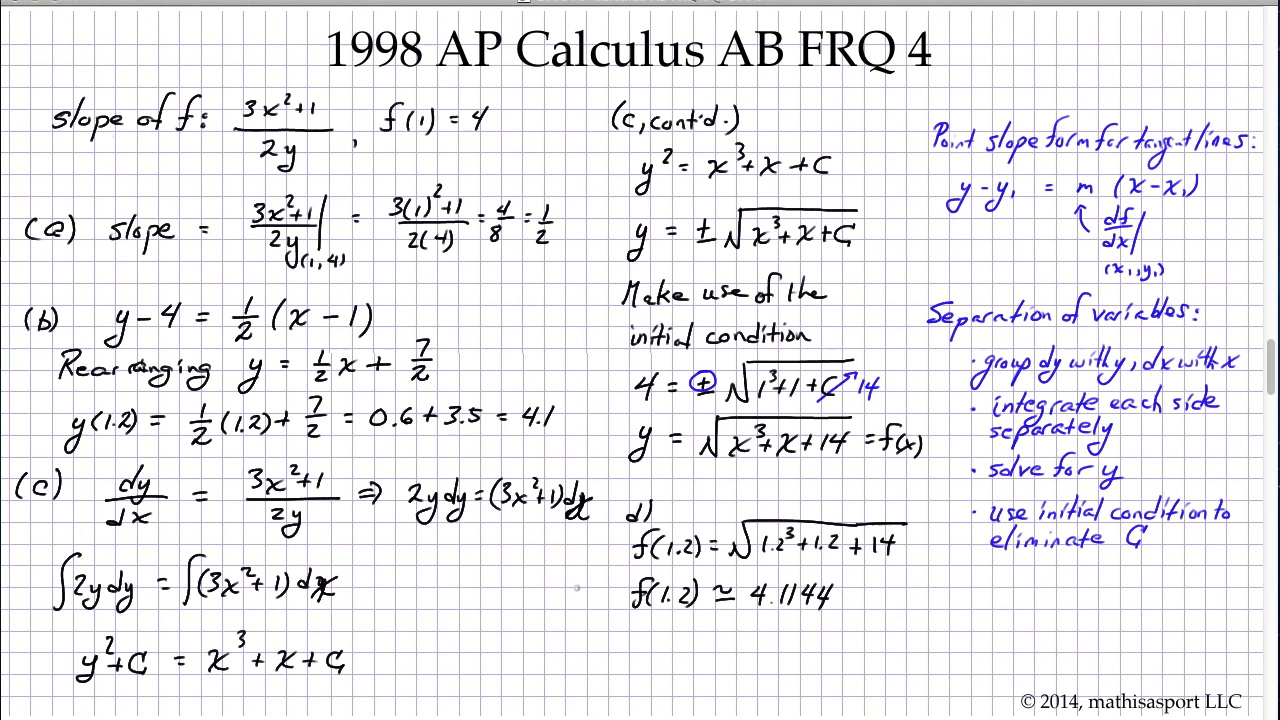 1998 AP Calculus AB FRQ 4
slope of f: (3x²+1)/(2y), f(1) = 4
(a) slope = (3x²+1)/(2y)|(1,4) = (3(1)²+1)/(2(4)) = 4/8 = 1/2
(b) y-4 = 1/2 (x-1)
Rearranging y = 1/2 x + 7/2
y(1.2) = 1/2 (1.2) + 7/2 = 0.6 + 3.5 = 4.1
(c) dy/dx = (3x²+1)/(2y) ⇒ 2y dy = (3x²+1) dx
∫2y dy = ∫(3x²+1) dx
y²+C = x³ + x + C
(c, cont'd.)
y² = x³+x+C
y = ±√(x³+x+C)
Make use of the
initial condition
4 = ±√(1³+1+C) 14
y = √(x³+x+14) = f(x)
d)
f(1.2) = √(1.2³+1.2+14)
f(1.2) ≃ 4.1144
Point slope form for tangent lines:
y-y₁ = m (x-x₁)
df/dx|
(x₁,y₁)
Separation of variables:
· group dy with y, dx with x
· integrate each side
separately
· solve for y
· use initial condition to
eliminate C
© 2014, mathisasport LLC